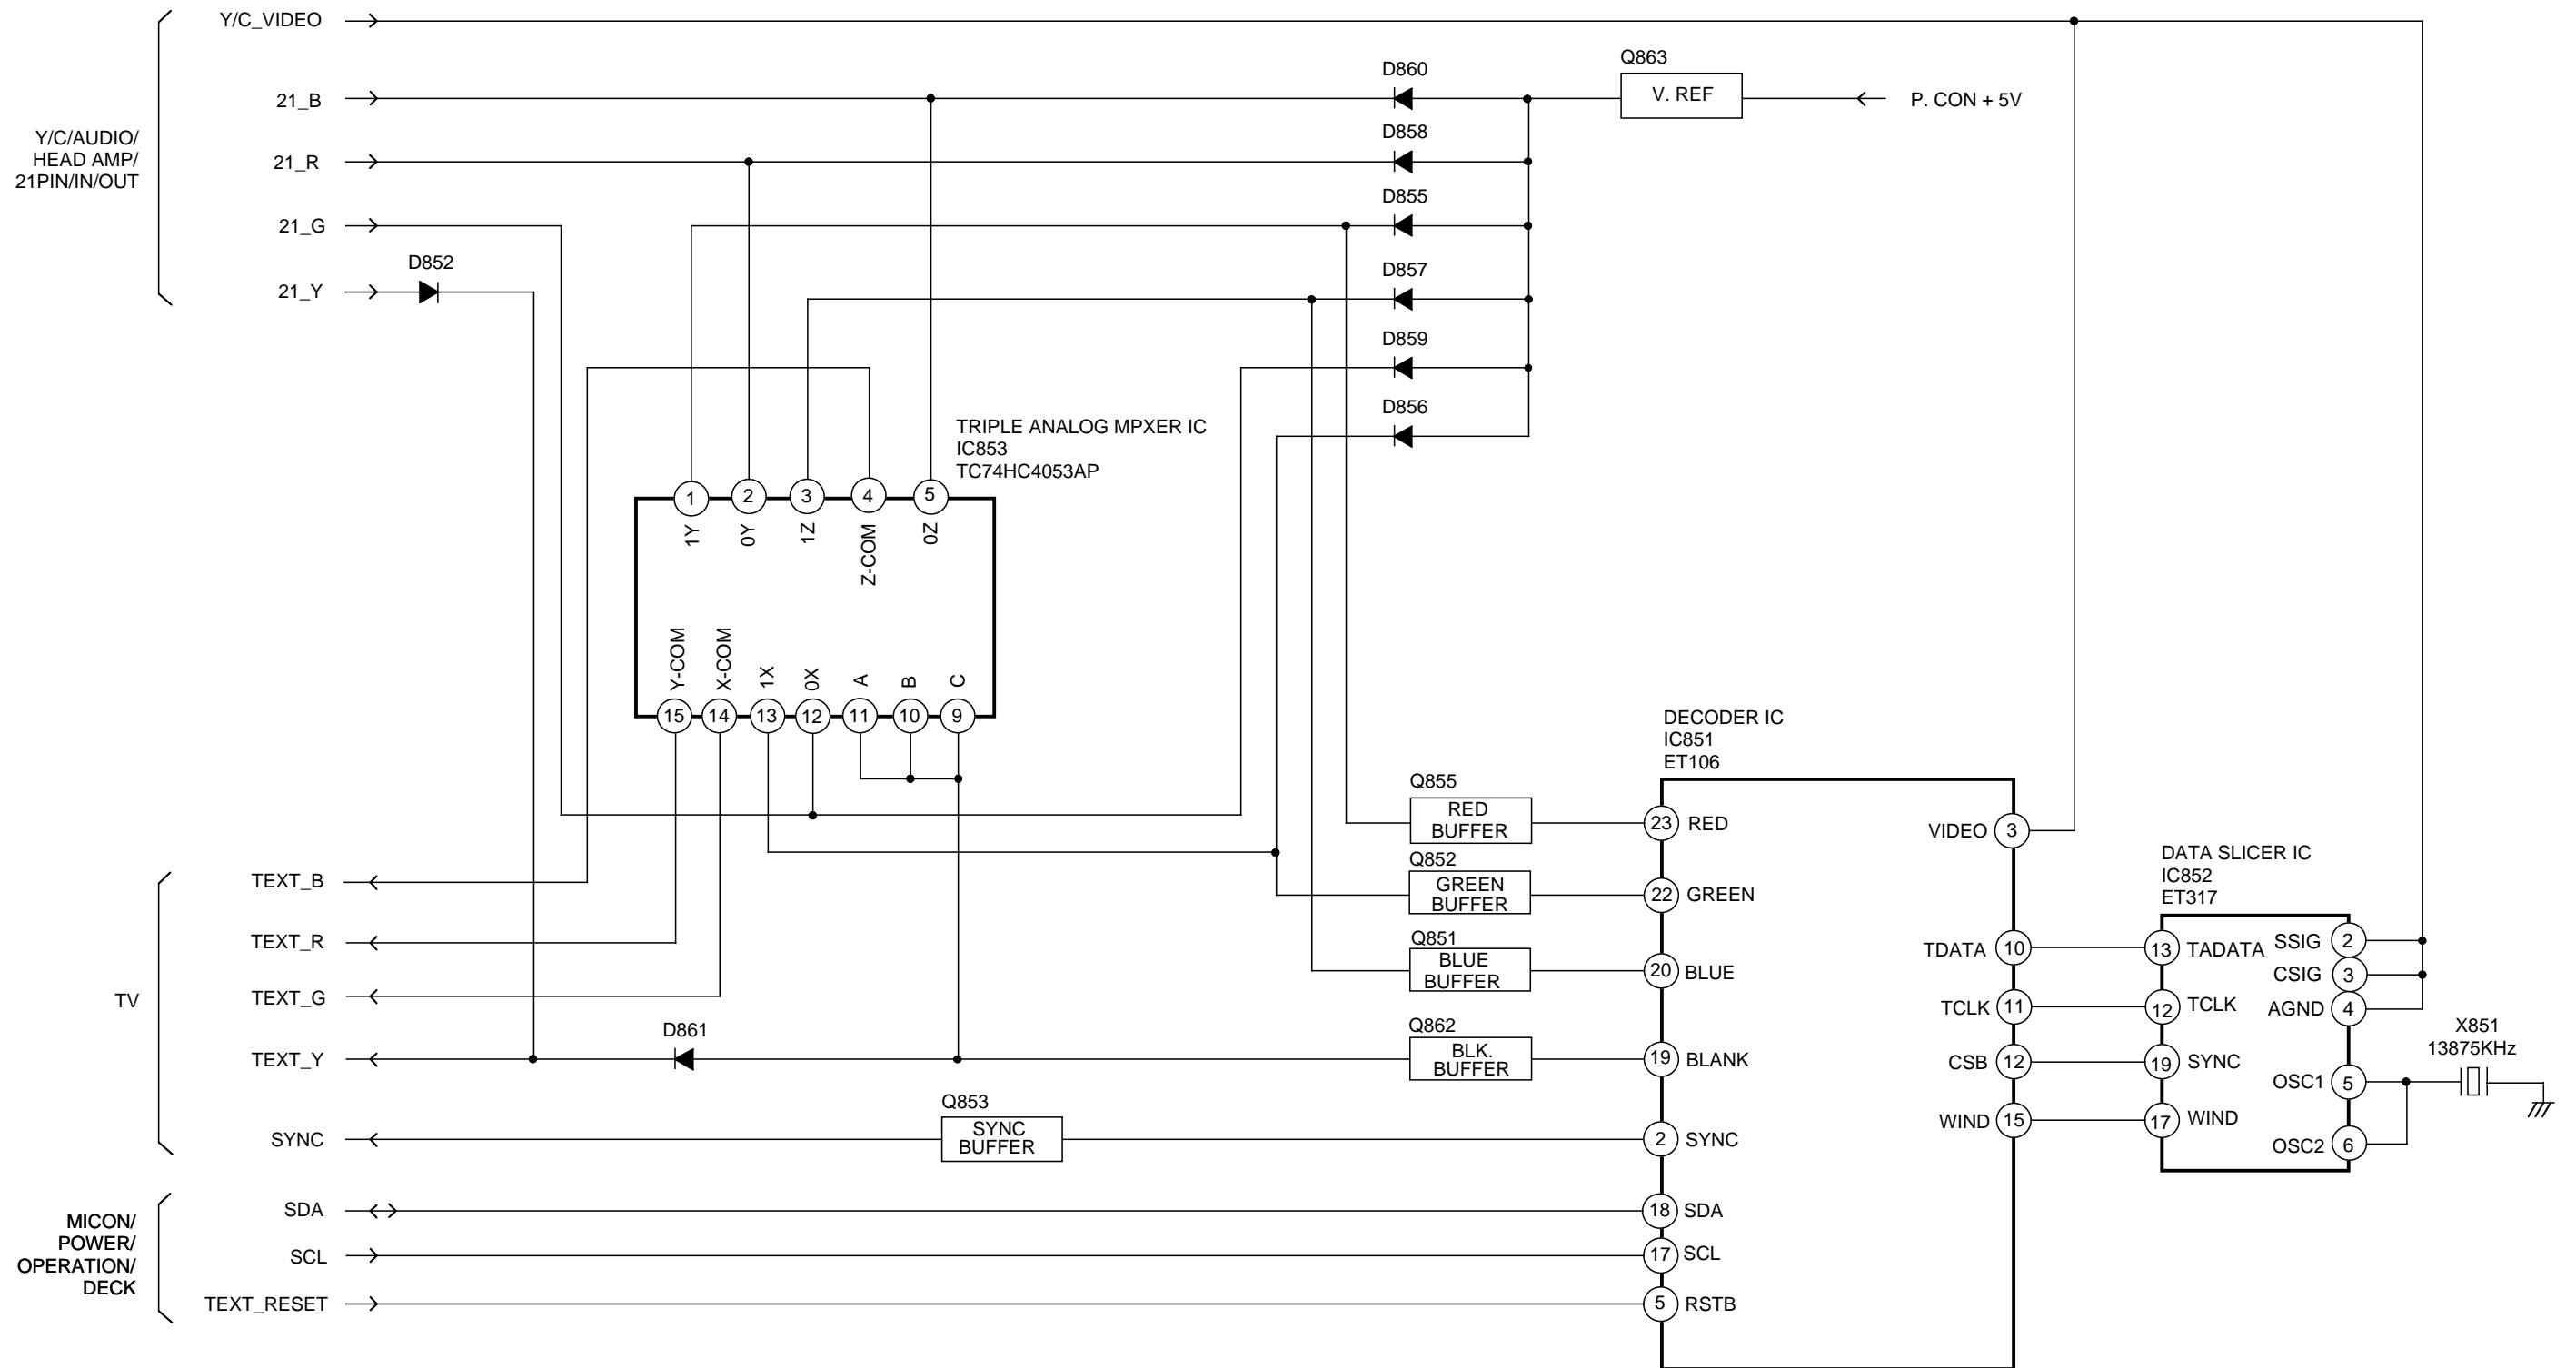 Y/C/AUDIO/
HEAD AMP/
21PIN/IN/OUT
Y/C_VIDEO
21_B
21_R
21_G
21_Y
D852
D860
D858
D855
D857
D859
D856
Q863
V. REF
P. CON + 5V
TRIPLE ANALOG MPXER IC
IC853
TC74HC4053AP
1 2 3 4 5
1Y 0Y 1Z Z-COM 0Z
Y-COM X-COM 1X 0X A B C
15 14 13 12 11 10 9
TV
TEXT_B
TEXT_R
TEXT_G
TEXT_Y
SYNC
D861
Q853
SYNC
BUFFER
MICON/
POWER/
OPERATION/
DECK
SDA
SCL
TEXT_RESET
Q855
RED
BUFFER
Q852
GREEN
BUFFER
Q851
BLUE
BUFFER
Q862
BLK.
BUFFER
DECODER IC
IC851
ET106
23 RED
22 GREEN
20 BLUE
19 BLANK
2 SYNC
18 SDA
17 SCL
5 RSTB
VIDEO 3
TDATA 10
TCLK 11
CSB 12
WIND 15
DATA SLICER IC
IC852
ET317
13 TADATA
12 TCLK
19 SYNC
17 WIND
SSIG 2
CSIG 3
AGND 4
OSC1 5
OSC2 6
X851
13875KHz